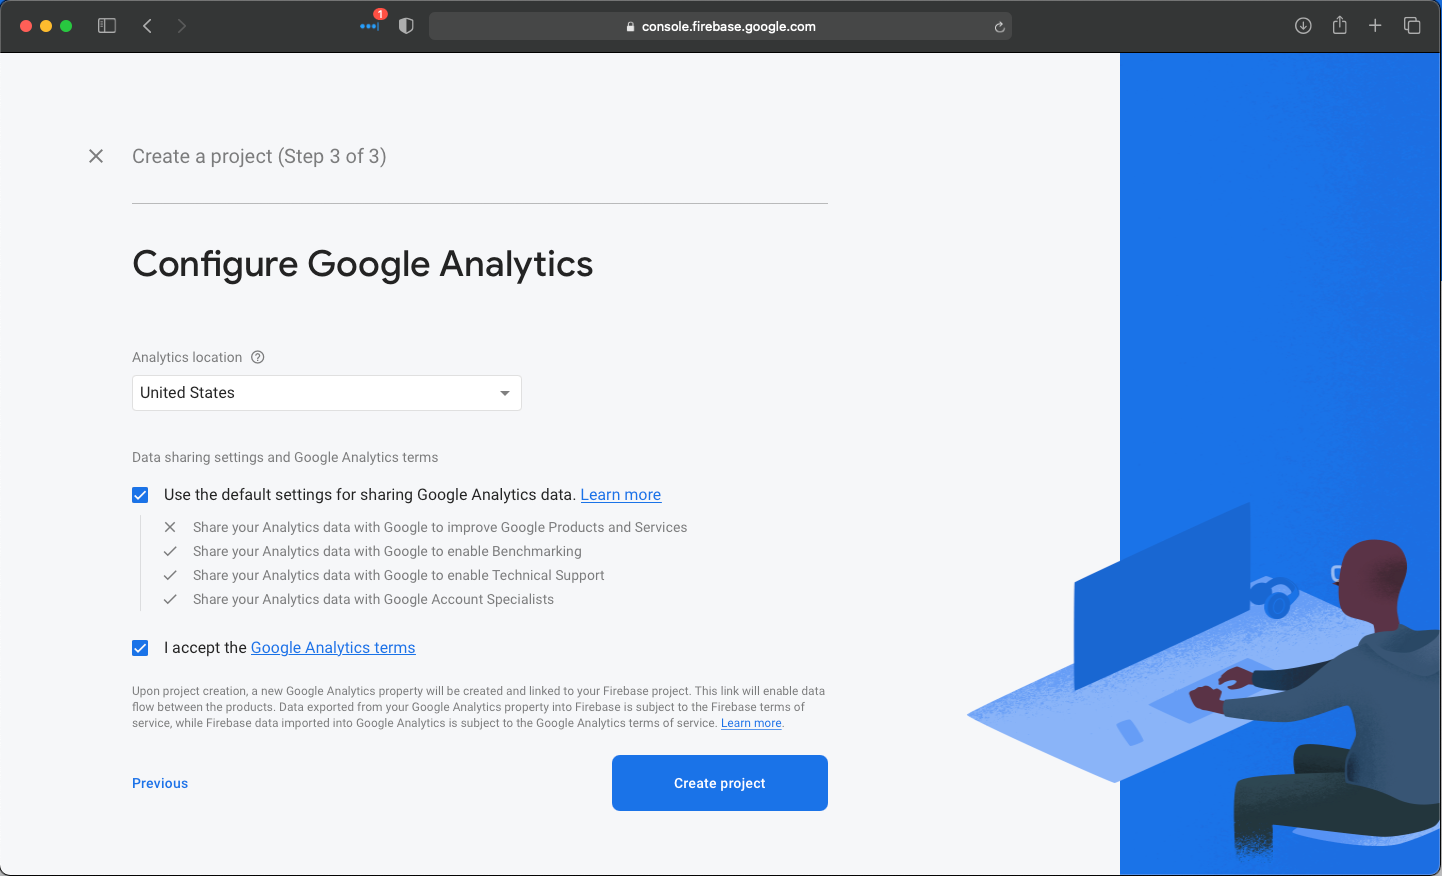 1
console.firebase.google.com
Create a project (Step 3 of 3)
Configure Google Analytics
Analytics location
United States
Data sharing settings and Google Analytics terms
Use the default settings for sharing Google Analytics data. Learn more
Share your Analytics data with Google to improve Google Products and Services
Share your Analytics data with Google to enable Benchmarking
Share your Analytics data with Google to enable Technical Support
Share your Analytics data with Google Account Specialists
I accept the Google Analytics terms
Upon project creation, a new Google Analytics property will be created and linked to your Firebase project. This link will enable data
flow between the products. Data exported from your Google Analytics property into Firebase is subject to the Firebase terms of
service, while Firebase data imported into Google Analytics is subject to the Google Analytics terms of service. Learn more.
Previous
Create project